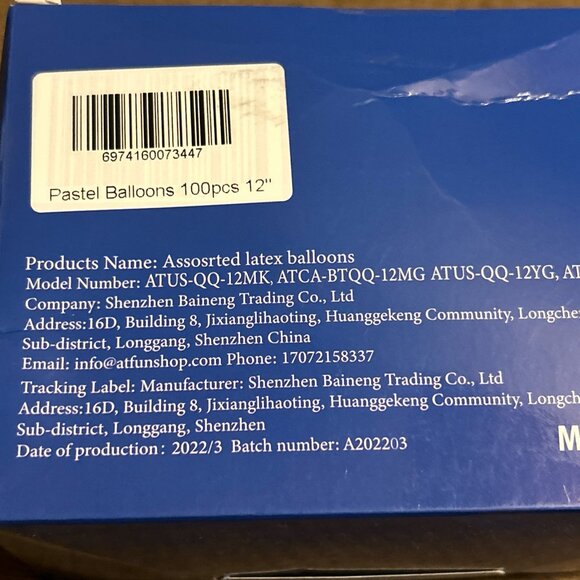 6974160073447
Pastel Balloons 100pcs 12"
Products Name: Assosrted latex balloons
Model Number: ATUS-QQ-12MK, ATCA-BTQQ-12MG ATUS-QQ-12YG, AT
Company: Shenzhen Baineng Trading Co., Ltd
Address:16D, Building 8, Jixianglihaoting, Huanggekeng Community, Longche
Sub-district, Longgang, Shenzhen China
Email: info@atfunshop.com Phone: 17072158337
Tracking Label: Manufacturer: Shenzhen Baineng Trading Co., Ltd
Address:16D, Building 8, Jixianglihaoting, Huanggekeng Community, Longch
Sub-district, Longgang, Shenzhen
Date of production: 2022/3 Batch number: A202203
M